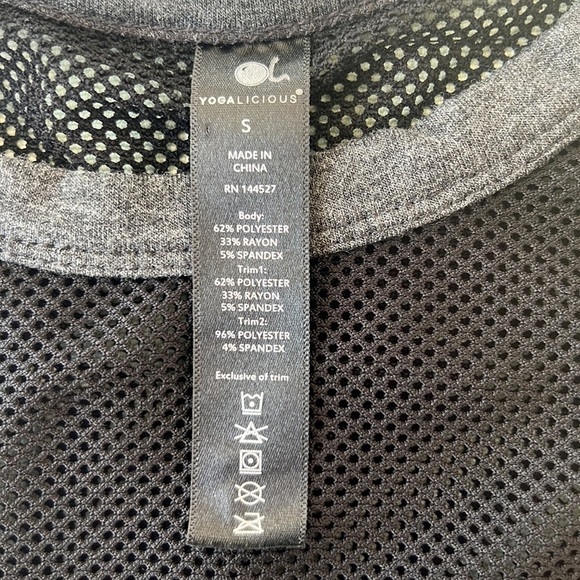 YOGALICIOUS®
S
MADE IN
CHINA
RN 144527
Body:
62% POLYESTER
33% RAYON
5% SPANDEX
Trim1:
62% POLYESTER
33% RAYON
5% SPANDEX
Trim2:
96% POLYESTER
4% SPANDEX
Exclusive of trim